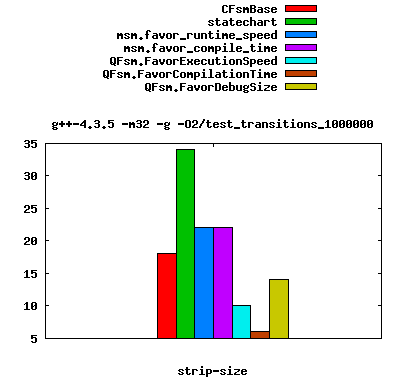 CFsmBase
statechart
msm.favor_runtime_speed
msm.favor_compile_time
QFsm.FavorExecutionSpeed
QFsm.FavorCompilationTime
QFsm.FavorDebugSize
g++-4.3.5 -m32 -g -O2/test_transitions_1000000
35
30
25
20
15
10
5
strip-size